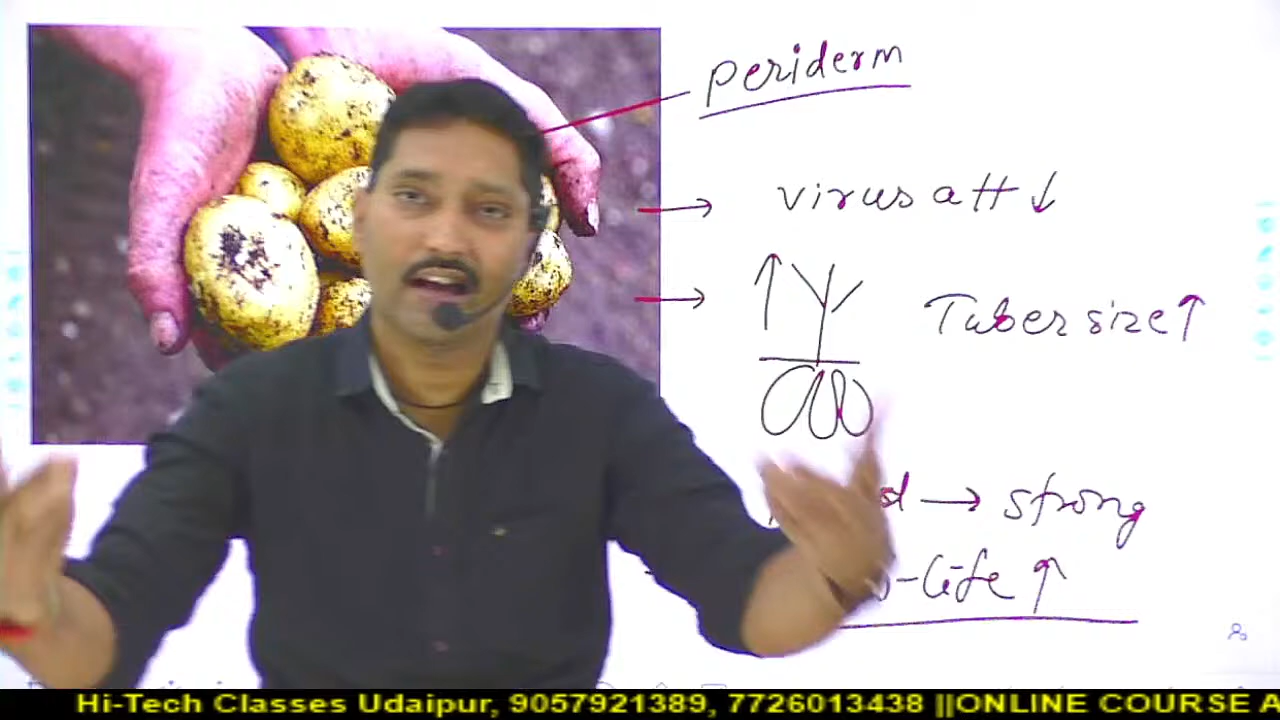 Periderm
virus att ↓
↑ Tuber size ↑
→ strong
-life ↑
Hi-Tech Classes Udaipur, 9057921389, 7726013438 ||ONLINE COURSE A